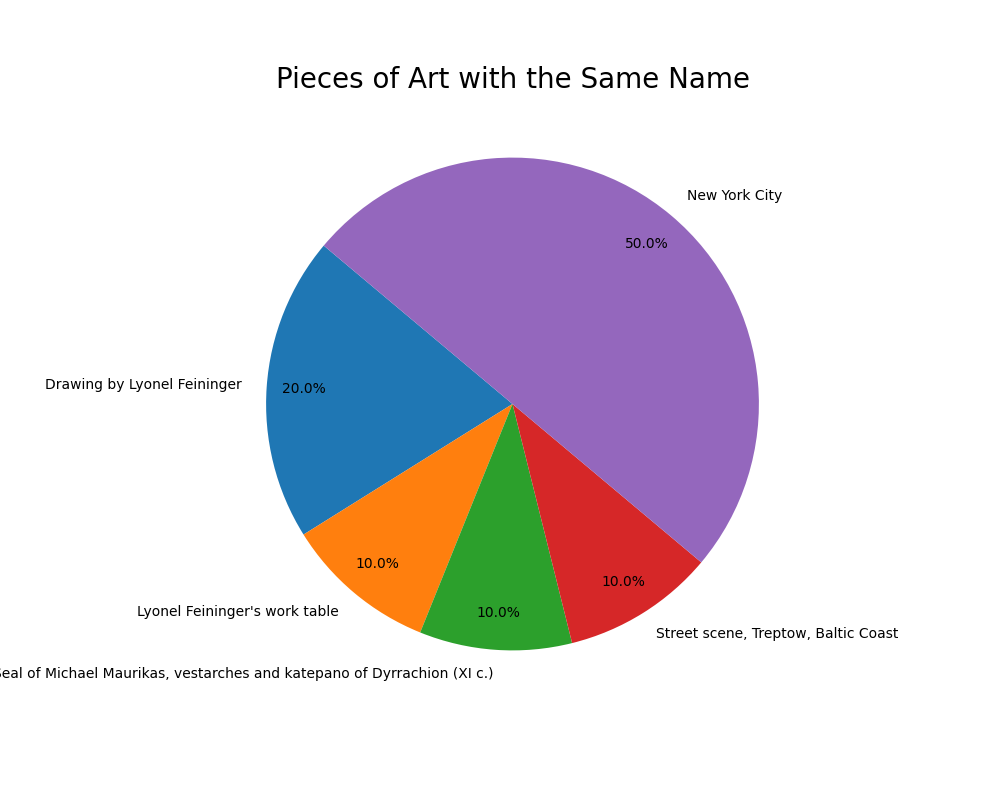 Pieces of Art with the Same Name
New York City
50.0%
Drawing by Lyonel Feininger
20.0%
10.0%
Lyonel Feininger's work table
10.0%
10.0%
Street scene, Treptow, Baltic Coast
Seal of Michael Maurikas, vestarches and katepano of Dyrrachion (XI c.)